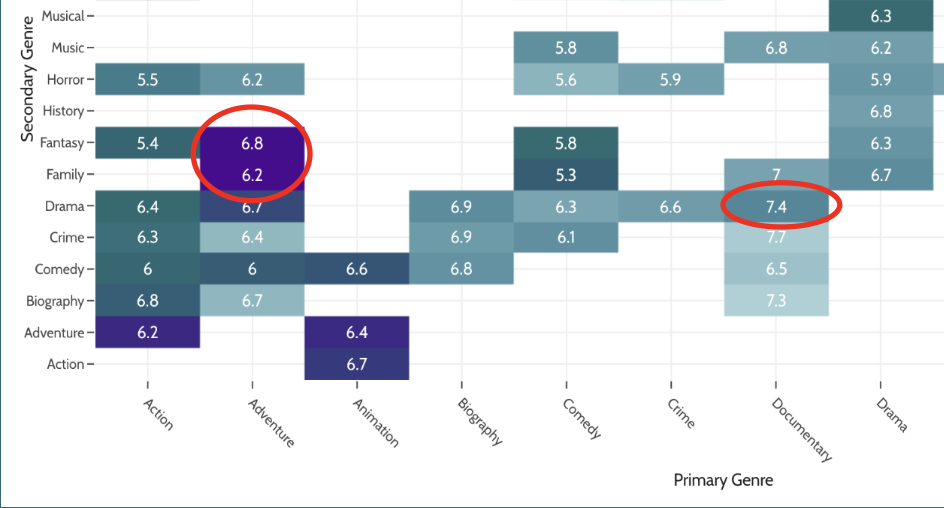 Secondary Genre
Musical 6.3
Music 5.8 6.8 6.2
Horror 5.5 6.2 5.6 5.9 5.9
History 6.8
Fantasy 5.4 6.8 5.8 6.3
Family 6.2 5.3 7 6.7
Drama 6.4 6.7 6.9 6.3 6.6 7.4
Crime 6.3 6.4 6.9 6.1 7.7
Comedy 6 6 6.6 6.8 6.5
Biography 6.8 6.7 7.3
Adventure 6.2 6.4
Action 6.7
Action Adventure Animation Biography Comedy Crime Documentary Drama
Primary Genre